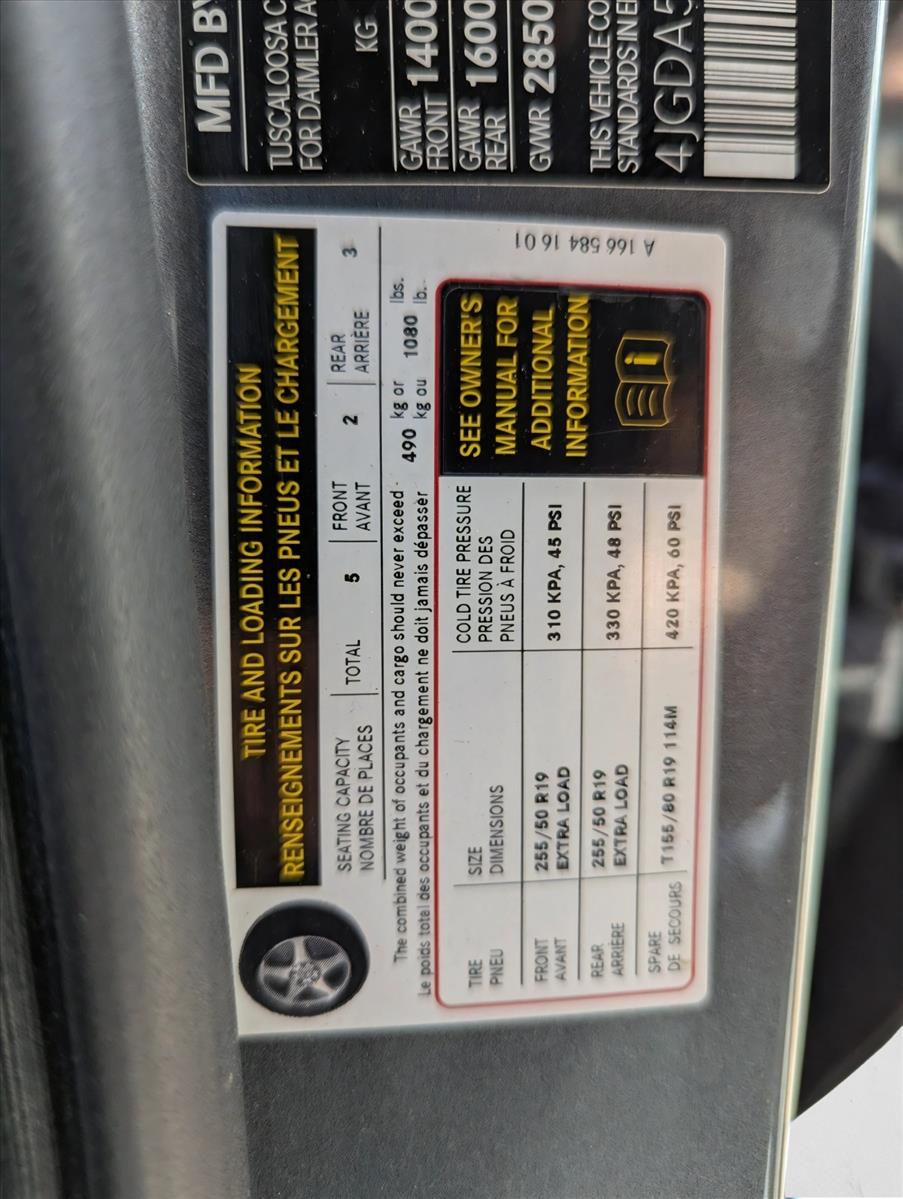 MFD BY
TUSCALOOSA
FOR DAIMLER
KG
GAWR
FRONT 1400
GAWR
REAR 1600
GWR 2850
THIS VEHICLE
STANDARDS IN
4JGDA5
TIRE AND LOADING INFORMATION
RENSEIGNEMENTS SUR LES PNEUS ET LE CHARGEMENT
SEATING CAPACITY
NOMBRE DE PLACES
TOTAL 5
FRONT
AVANT 2
REAR
ARRIÈRE 3
The combined weight of occupants and cargo should never exceed 490 kg or 1080 lbs.
Le poids total des occupants et du chargement ne doit jamais dépasser kg ou lb.
TIRE
PNEU
SIZE
DIMENSIONS
COLD TIRE PRESSURE
PRESSION DES
PNEUS À FROID
FRONT
AVANT
255/50 R19
EXTRA LOAD
310 KPA, 45 PSI
REAR
ARRIÈRE
255/50 R19
EXTRA LOAD
330 KPA, 48 PSI
SPARE
DE SECOURS
T155/80 R19 114M
420 KPA, 60 PSI
SEE OWNER'S
MANUAL FOR
ADDITIONAL
INFORMATION
i
A 166 584 16 01